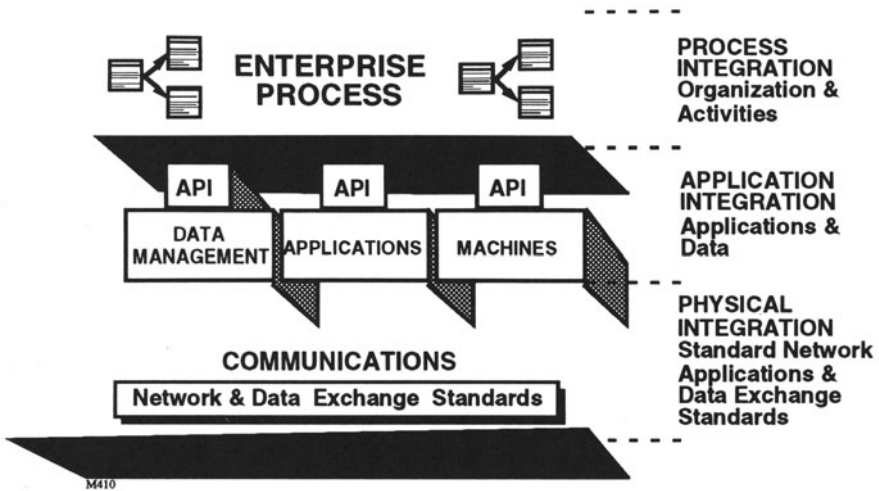 ENTERPRISE
PROCESS
PROCESS
INTEGRATION
Organization &
Activities
API
API
API
DATA
MANAGEMENT
APPLICATIONS
MACHINES
APPLICATION
INTEGRATION
Applications &
Data
COMMUNICATIONS
Network & Data Exchange Standards
PHYSICAL
INTEGRATION
Standard Network
Applications &
Data Exchange
Standards
M410